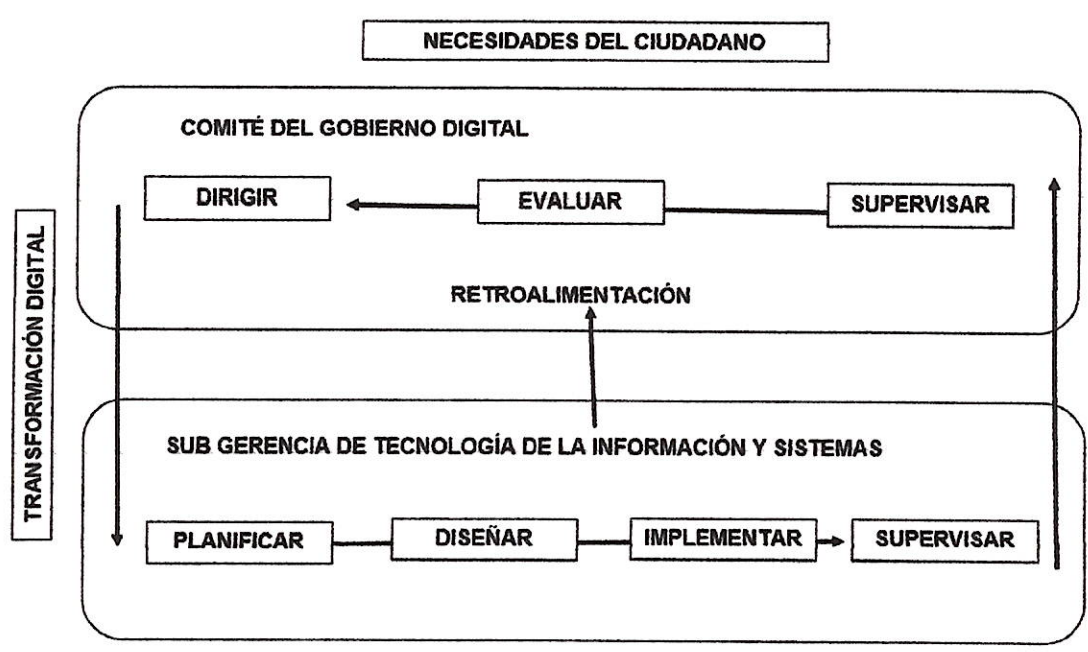 NECESIDADES DEL CIUDADANO
COMITÉ DEL GOBIERNO DIGITAL
DIRIGIR
EVALUAR
SUPERVISAR
RETROALIMENTACIÓN
TRANSFORMACIÓN DIGITAL
SUB GERENCIA DE TECNOLOGÍA DE LA INFORMACIÓN Y SISTEMAS
PLANIFICAR
DISEÑAR
IMPLEMENTAR
SUPERVISAR